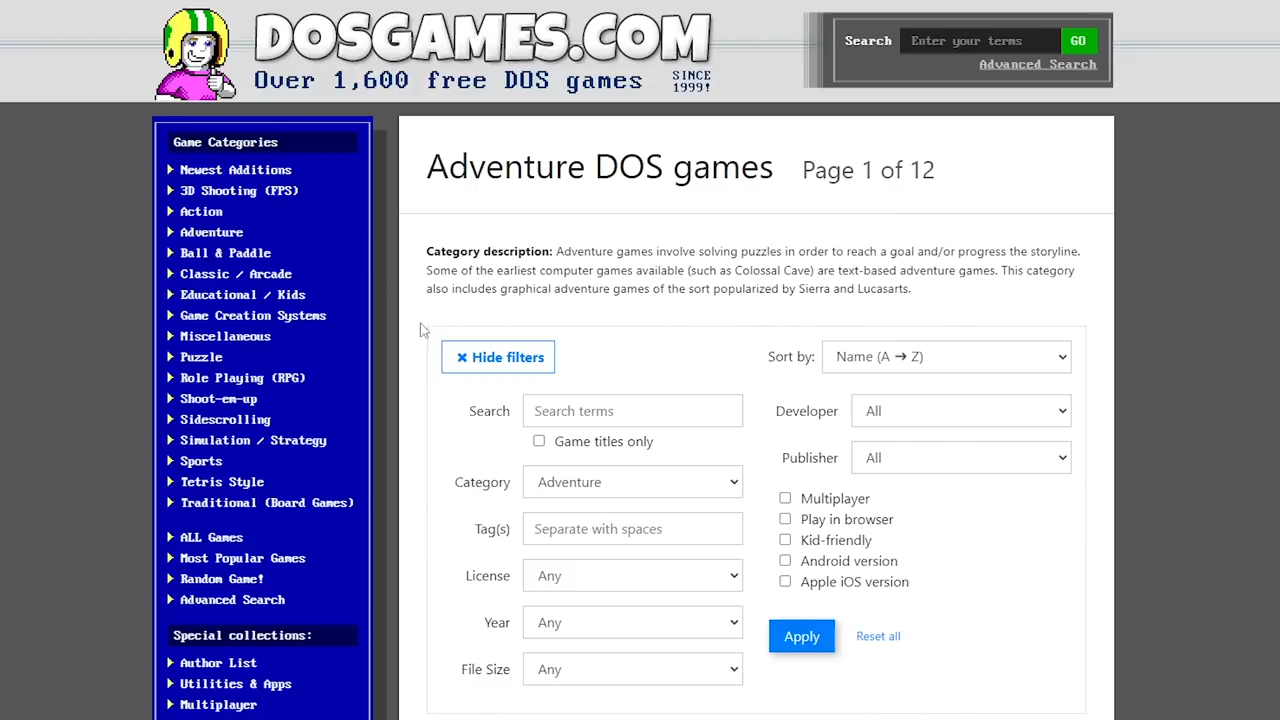 DOSGAMES.COM
Over 1,600 free DOS games
SINCE
1999!
Search Enter your terms GO
Advanced Search
Game Categories
Newest Additions
3D Shooting (FPS)
Action
Adventure
Ball & Paddle
Classic / Arcade
Educational / Kids
Game Creation Systems
Miscellaneous
Puzzle
Role Playing (RPG)
Shoot-em-up
Sidescrolling
Simulation / Strategy
Sports
Tetris Style
Traditional (Board Games)
ALL Games
Most Popular Games
Random Game!
Advanced Search
Special collections:
Author List
Utilities & Apps
Multiplayer
Adventure DOS games Page 1 of 12
Category description: Adventure games involve solving puzzles in order to reach a goal and/or progress the storyline.
Some of the earliest computer games available (such as Colossal Cave) are text-based adventure games. This category
also includes graphical adventure games of the sort popularized by Sierra and Lucasarts.
Hide filters
Sort by: Name (A ➔ Z)
Search Search terms
Game titles only
Category Adventure
Tag(s) Separate with spaces
License Any
Year Any
File Size Any
Developer All
Publisher All
Multiplayer
Play in browser
Kid-friendly
Android version
Apple iOS version
Apply Reset all